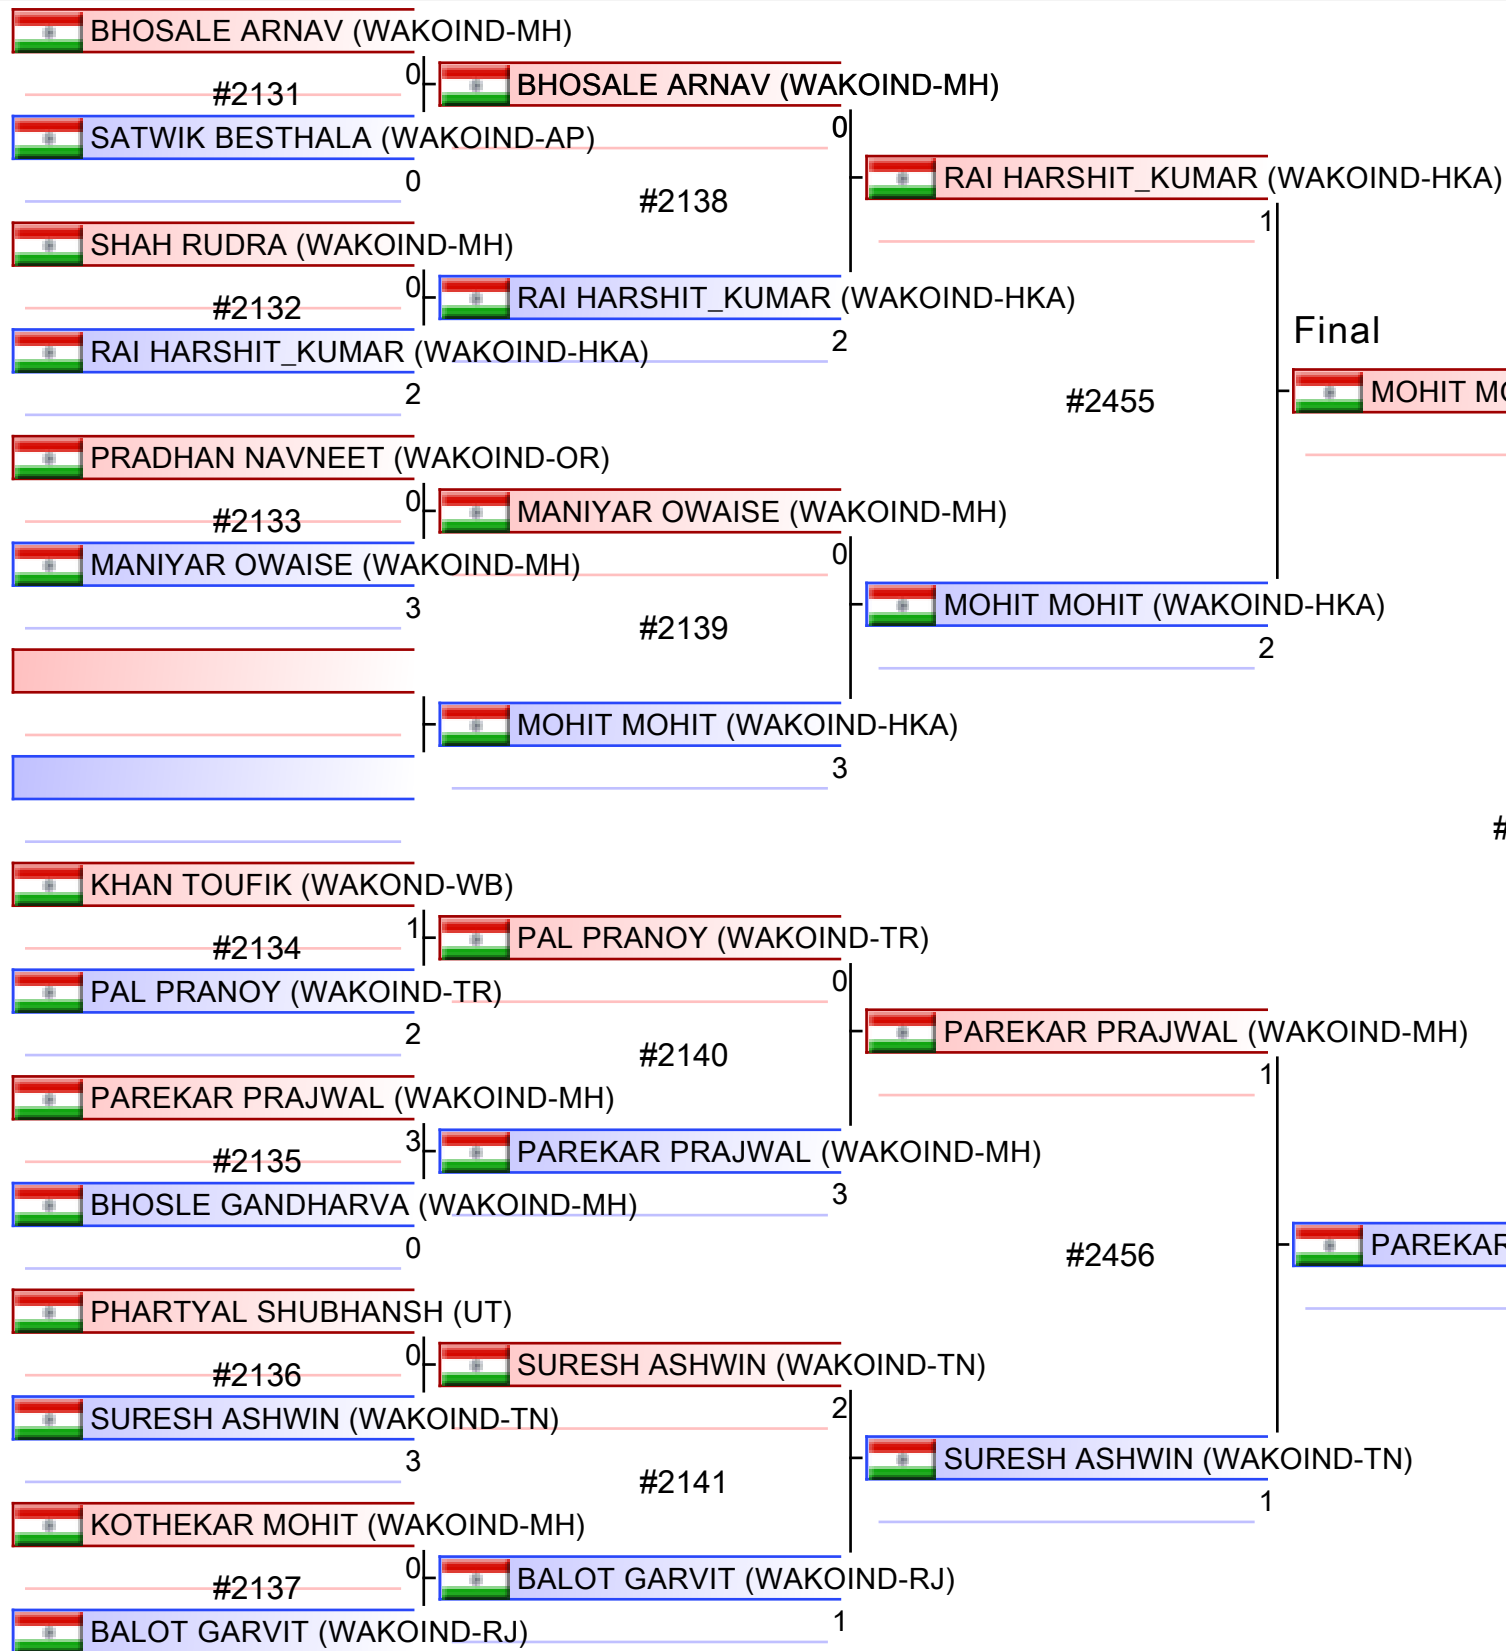 BHOSALE ARNAV (WAKOIND-MH)
0
#2131
BHOSALE ARNAV (WAKOIND-MH)
SATWIK BESTHALA (WAKOIND-AP)
0
0
#2138
RAI HARSHIT_KUMAR (WAKOIND-HKA)
1
SHAH RUDRA (WAKOIND-MH)
0
#2132
RAI HARSHIT_KUMAR (WAKOIND-HKA)
2
RAI HARSHIT_KUMAR (WAKOIND-HKA)
2
Final
#2455
MOHIT
PRADHAN NAVNEET (WAKOIND-OR)
0
#2133
MANIYAR OWAISE (WAKOIND-MH)
0
MANIYAR OWAISE (WAKOIND-MH)
3
#2139
MOHIT MOHIT (WAKOIND-HKA)
2
MOHIT MOHIT (WAKOIND-HKA)
3
#
KHAN TOUFIK (WAKOND-WB)
1
#2134
PAL PRANOY (WAKOIND-TR)
0
PAL PRANOY (WAKOIND-TR)
2
#2140
PAREKAR PRAJWAL (WAKOIND-MH)
1
PAREKAR PRAJWAL (WAKOIND-MH)
3
#2135
PAREKAR PRAJWAL (WAKOIND-MH)
3
BHOSLE GANDHARVA (WAKOIND-MH)
0
#2456
PAREKAR
PHARTYAL SHUBHANSH (UT)
0
#2136
SURESH ASHWIN (WAKOIND-TN)
2
SURESH ASHWIN (WAKOIND-TN)
3
#2141
SURESH ASHWIN (WAKOIND-TN)
1
KOTHEKAR MOHIT (WAKOIND-MH)
0
#2137
BALOT GARVIT (WAKOIND-RJ)
1
BALOT GARVIT (WAKOIND-RJ)